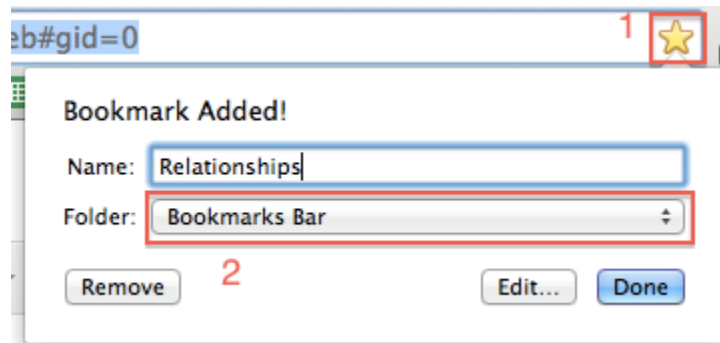 eb#gid=0
1
Bookmark Added!
Name: Relationships
Folder: Bookmarks Bar
2
Remove Edit... Done